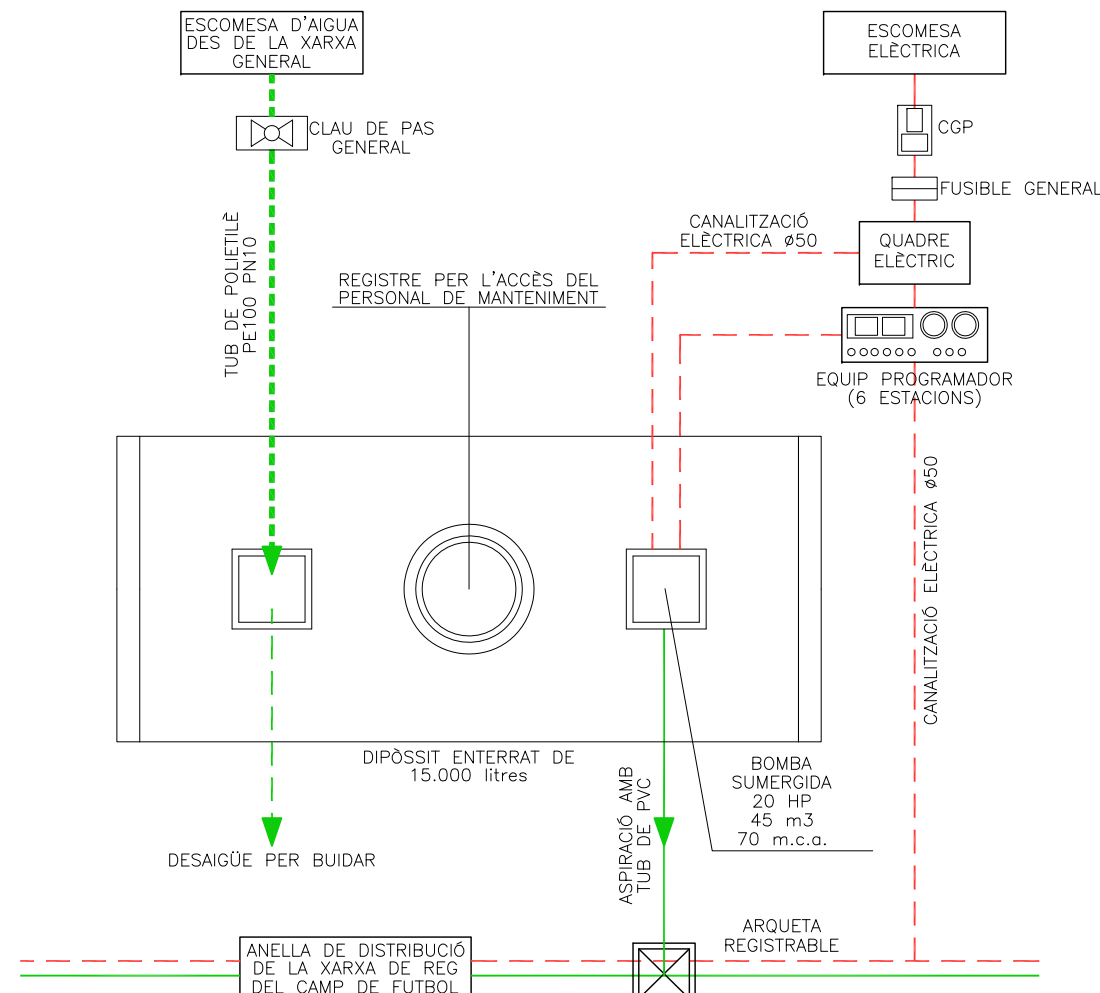 ESCOMESA D'AIGUA
DES DE LA XARXA
GENERAL
ESCOMESA
ELÈCTRICA
CLAU DE PAS
GENERAL
CGP
FUSIBLE GENERAL
CANALITZACIÓ
ELÈCTRICA ø50
QUADRE
ELÈCTRIC
TUB DE POLIETILÈ
PE100 PN10
REGISTRE PER L'ACCÈS DEL
PERSONAL DE MANTENIMENT
EQUIP PROGRAMADOR
(6 ESTACIONS)
CANALITZACIÓ ELÈCTRICA ø50
DIPÒSSIT ENTERRAT DE
15.000 litres
BOMBA
SUMERGIDA
20 HP
45 m3
70 m.c.a.
ASPIRACIÓ AMB
TUB DE PVC
DESAIGÜE PER BUIDAR
ARQUETA
REGISTRABLE
ANELLA DE DISTRIBUCIÓ
DE LA XARXA DE REG
DEL CAMP DE FUTBOL